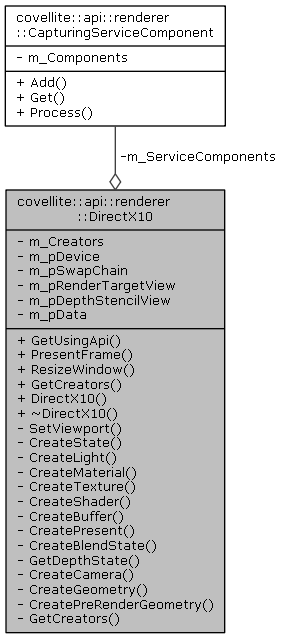 covellite::api::renderer
::CapturingServiceComponent
- m_Components
+ Add()
+ Get()
+ Process()
-m_ServiceComponents
covellite::api::renderer
::DirectX10
- m_Creators
- m_pDevice
- m_pSwapChain
- m_pRenderTargetView
- m_pDepthStencilView
- m_pData
+ GetUsingApi()
+ PresentFrame()
+ ResizeWindow()
+ GetCreators()
+ DirectX10()
+ ~DirectX10()
- SetViewport()
- CreateState()
- CreateLight()
- CreateMaterial()
- CreateTexture()
- CreateShader()
- CreateBuffer()
- CreatePresent()
- CreateBlendState()
- GetDepthState()
- CreateCamera()
- CreateGeometry()
- CreatePreRenderGeometry()
- GetCreators()